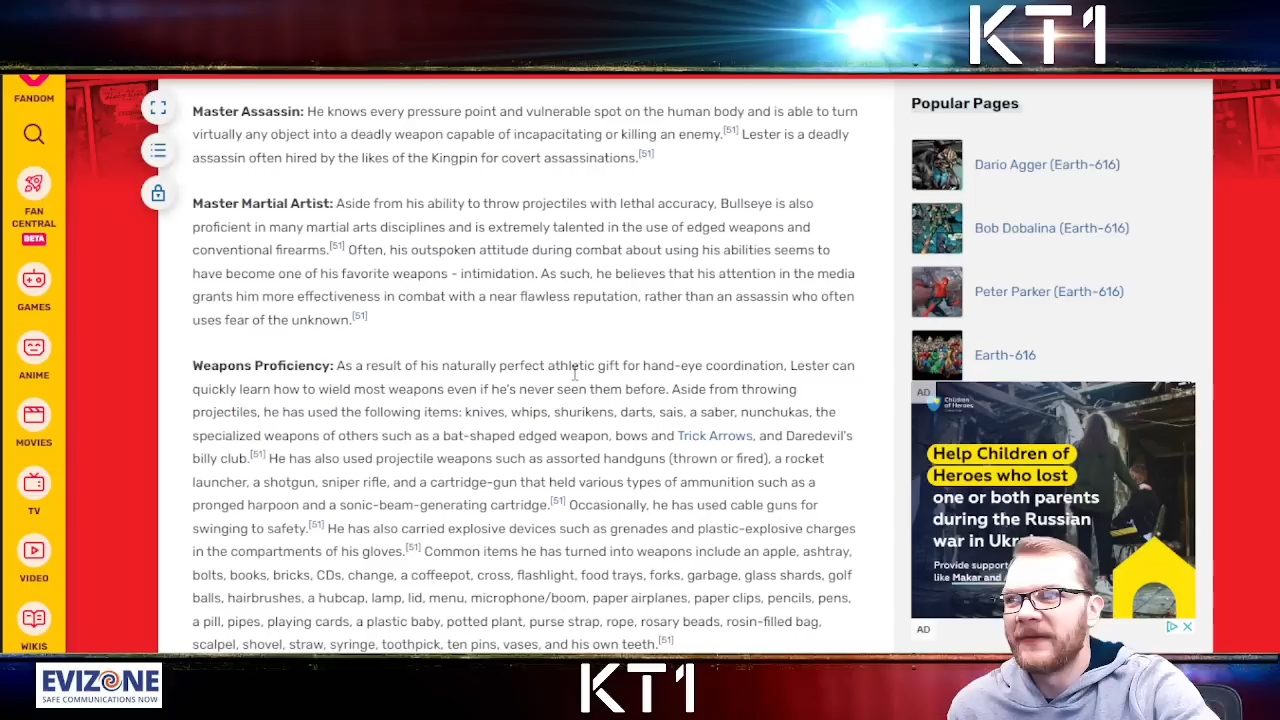 KT1
FANDOM
FAN
CENTRAL
BETA
GAMES
ANIME
MOVIES
TV
VIDEO
WIKIS
Master Assassin: He knows every pressure point and vulnerable spot on the human body and is able to turn
virtually any object into a deadly weapon capable of incapacitating or killing an enemy.[51] Lester is a deadly
assassin often hired by the likes of the Kingpin for covert assassinations.[51]
Master Martial Artist: Aside from his ability to throw projectiles with lethal accuracy, Bullseye is also
proficient in many martial arts disciplines and is extremely talented in the use of edged weapons and
conventional firearms.[51] Often, his outspoken attitude during combat about using his abilities seems to
have become one of his favorite weapons - intimidation. As such, he believes that his attention in the media
grants him more effectiveness in combat with a near flawless reputation, rather than an assassin who often
uses fear of the unknown.[51]
Weapons Proficiency: As a result of his naturally perfect athletic gift for hand-eye coordination, Lester can
quickly learn how to wield most weapons even if he's never seen them before. Aside from throwing
projectiles, he has used the following items: knives, whips, shurikens, darts, sais, a saber, nunchukas, the
specialized weapons of others such as a bat-shaped edged weapon, bows and Trick Arrows, and Daredevil's
billy club.[51] He has also used projectile weapons such as assorted handguns (thrown or fired), a rocket
launcher, a shotgun, sniper rifle, and a cartridge-gun that held various types of ammunition such as a
pronged harpoon and a sonic-beam-generating cartridge.[51] Occasionally, he has used cable guns for
swinging to safety.[51] He has also carried explosive devices such as grenades and plastic-explosive charges
in the compartments of his gloves.[51] Common items he has turned into weapons include an apple, ashtray,
bolts, books, bricks, CDs, change, a coffeepot, cross, flashlight, food trays, forks, garbage, glass shards, golf
balls, hairbrushes, a hubcap, lamp, lid, menu, microphone/boom, paper airplanes, paper clips, pencils, pens,
a pill, pipes, playing cards, a plastic baby, potted plant, purse strap, rope, rosary beads, rosin-filled bag,
scalpel, shovel, straw, syringe, toothpick, ten pins, vases, and his own teeth.[51]
Popular Pages
Dario Agger (Earth-616)
Bob Dobalina (Earth-616)
Peter Parker (Earth-616)
Earth-616
AD
Children
of Heroes
Help Children of
Heroes who lost
one or both parents
during the Russian
war in
Provide support
like Makar and
AD
EVIZONE
SAFE COMMUNICATIONS NOW
KT1